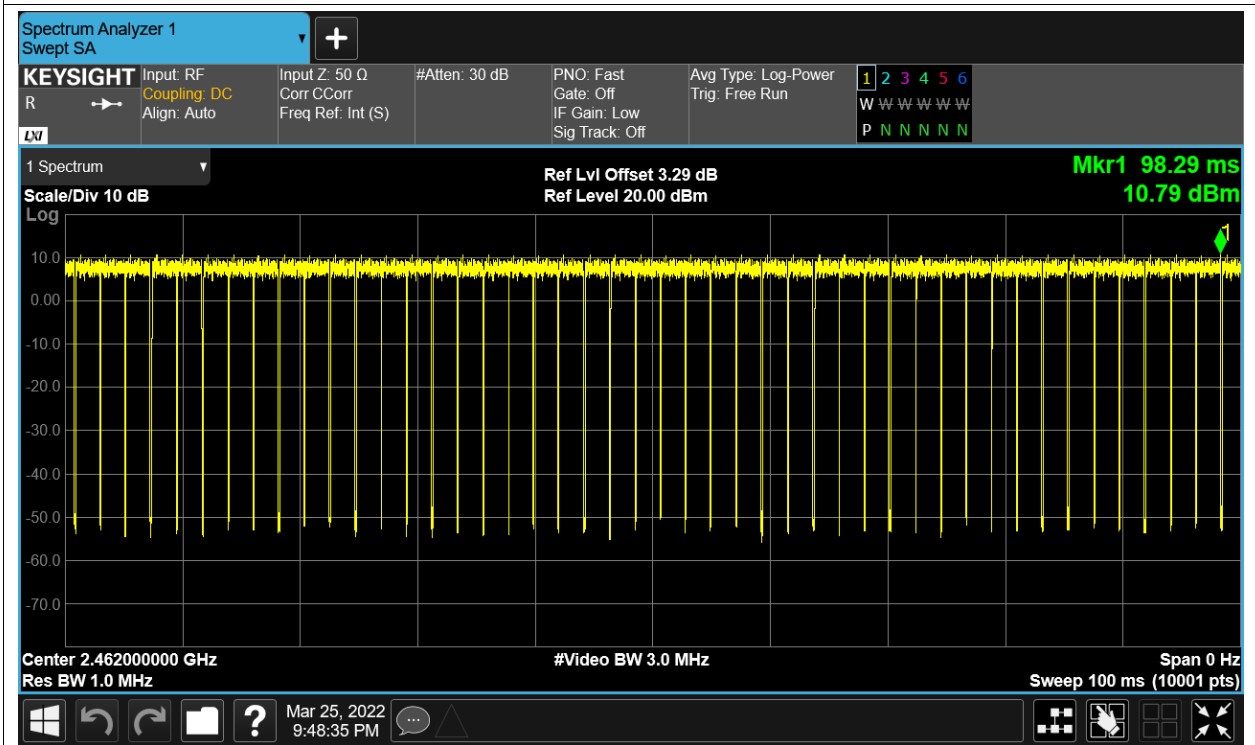 Spectrum Analyzer 1
Swept SA
KEYSIGHT
R
LXI
Input: RF
Coupling: DC
Align: Auto
Input Z: 50 Ω
Corr CCorr
Freq Ref: Int (S)
#Atten: 30 dB
PNO: Fast
Gate: Off
IF Gain: Low
Sig Track: Off
Avg Type: Log-Power
Trig: Free Run
1 2 3 4 5 6
W W W W W W
P N N N N N
1 Spectrum
Scale/Div 10 dB
Ref Lvl Offset 3.29 dB
Ref Level 20.00 dBm
Mkr1 98.29 ms
10.79 dBm
Log
1
10.0
0.00
-10.0
-20.0
-30.0
-40.0
-50.0
-60.0
-70.0
Center 2.462000000 GHz
Res BW 1.0 MHz
#Video BW 3.0 MHz
Span 0 Hz
Sweep 100 ms (10001 pts)
?
Mar 25, 2022
9:48:35 PM